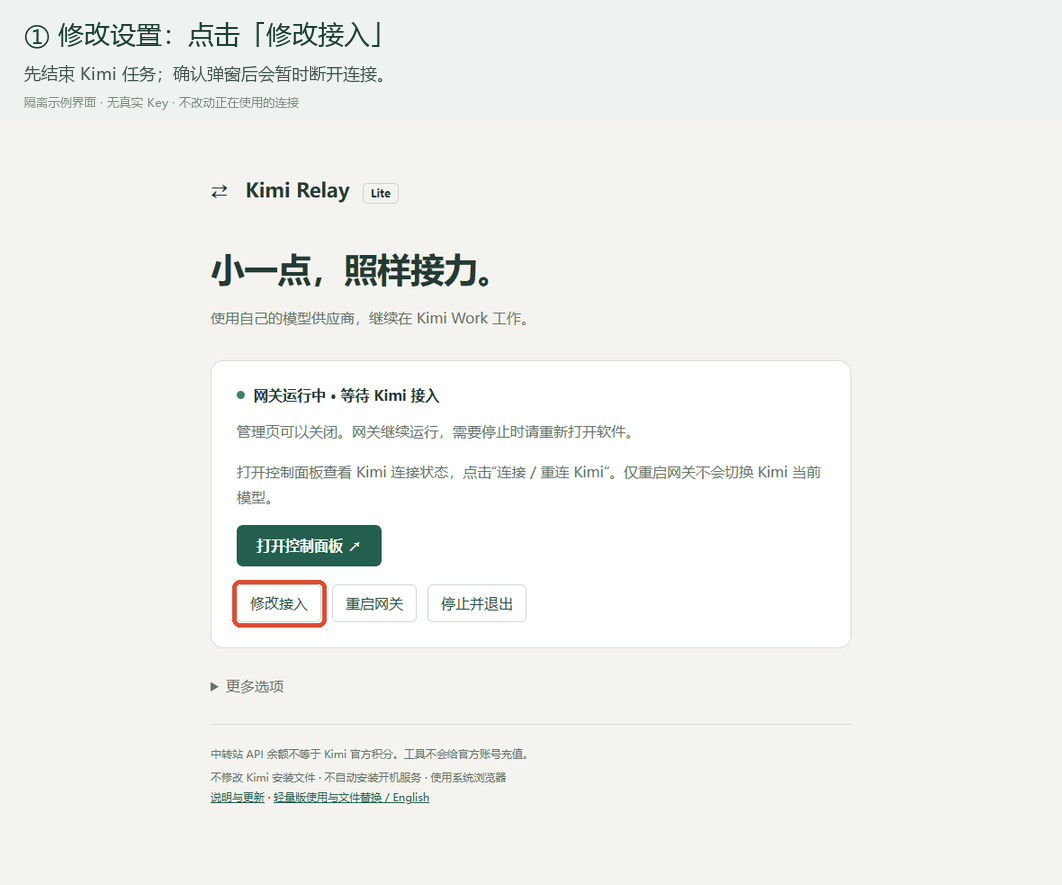 ① 修改设置：点击「修改接入」
先结束 Kimi 任务；确认弹窗后会暂时断开连接。
隔离示例界面 · 无真实 Key · 不改动正在使用的连接
⇄ Kimi Relay Lite
小一点，照样接力。
使用自己的模型供应商，继续在 Kimi Work 工作。
网关运行中 • 等待 Kimi 接入
管理页可以关闭。网关继续运行，需要停止时请重新打开软件。
打开控制面板查看 Kimi 连接状态，点击“连接 / 重连 Kimi”。仅重启网关不会切换 Kimi 当前
模型。
打开控制面板 ↗
修改接入 重启网关 停止并退出
▶ 更多选项
中转站 API 余额不等于 Kimi 官方积分。工具不会给官方账号充值。
不修改 Kimi 安装文件 · 不自动安装开机服务 · 使用系统浏览器
说明与更新 · 轻量版使用与文件替换 / English